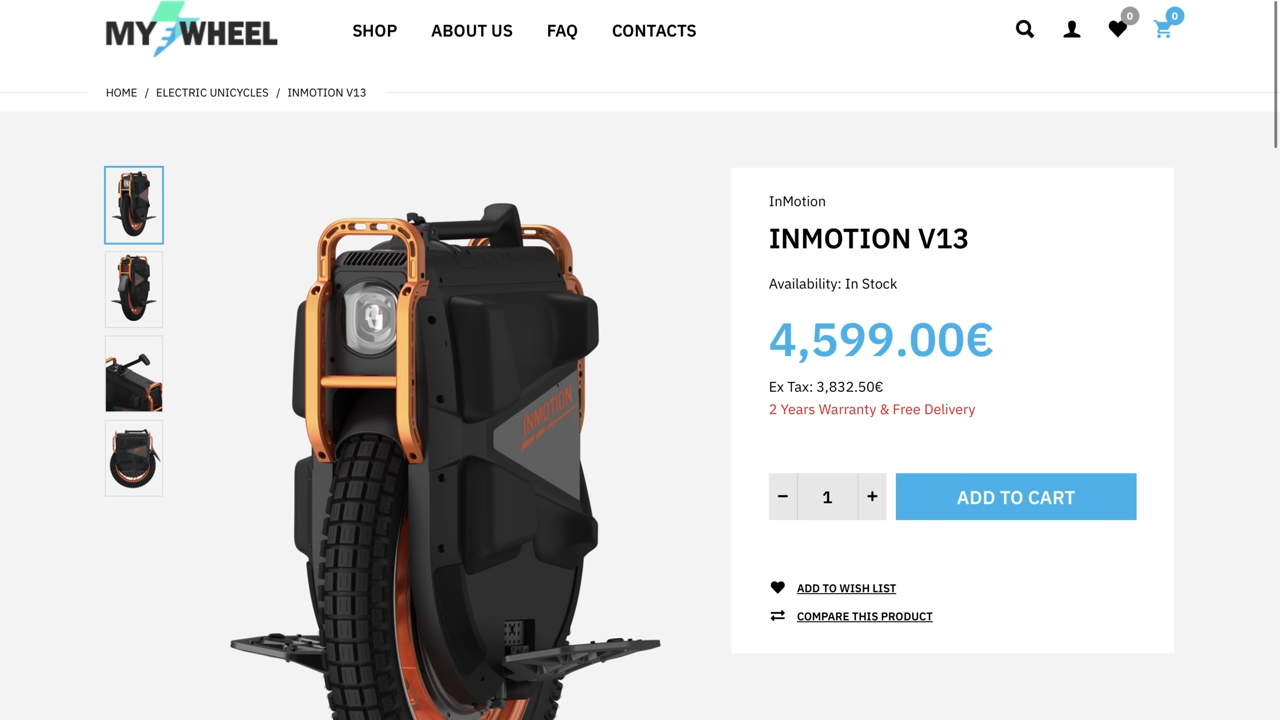 MY EWHEEL
SHOP
ABOUT US
FAQ
CONTACTS
0
0
HOME / ELECTRIC UNICYCLES / INMOTION V13
InMotion
INMOTION V13
Availability: In Stock
4,599.00€
Ex Tax: 3,832.50€
2 Years Warranty & Free Delivery
− 1 +
ADD TO CART
ADD TO WISH LIST
COMPARE THIS PRODUCT
INMOTION